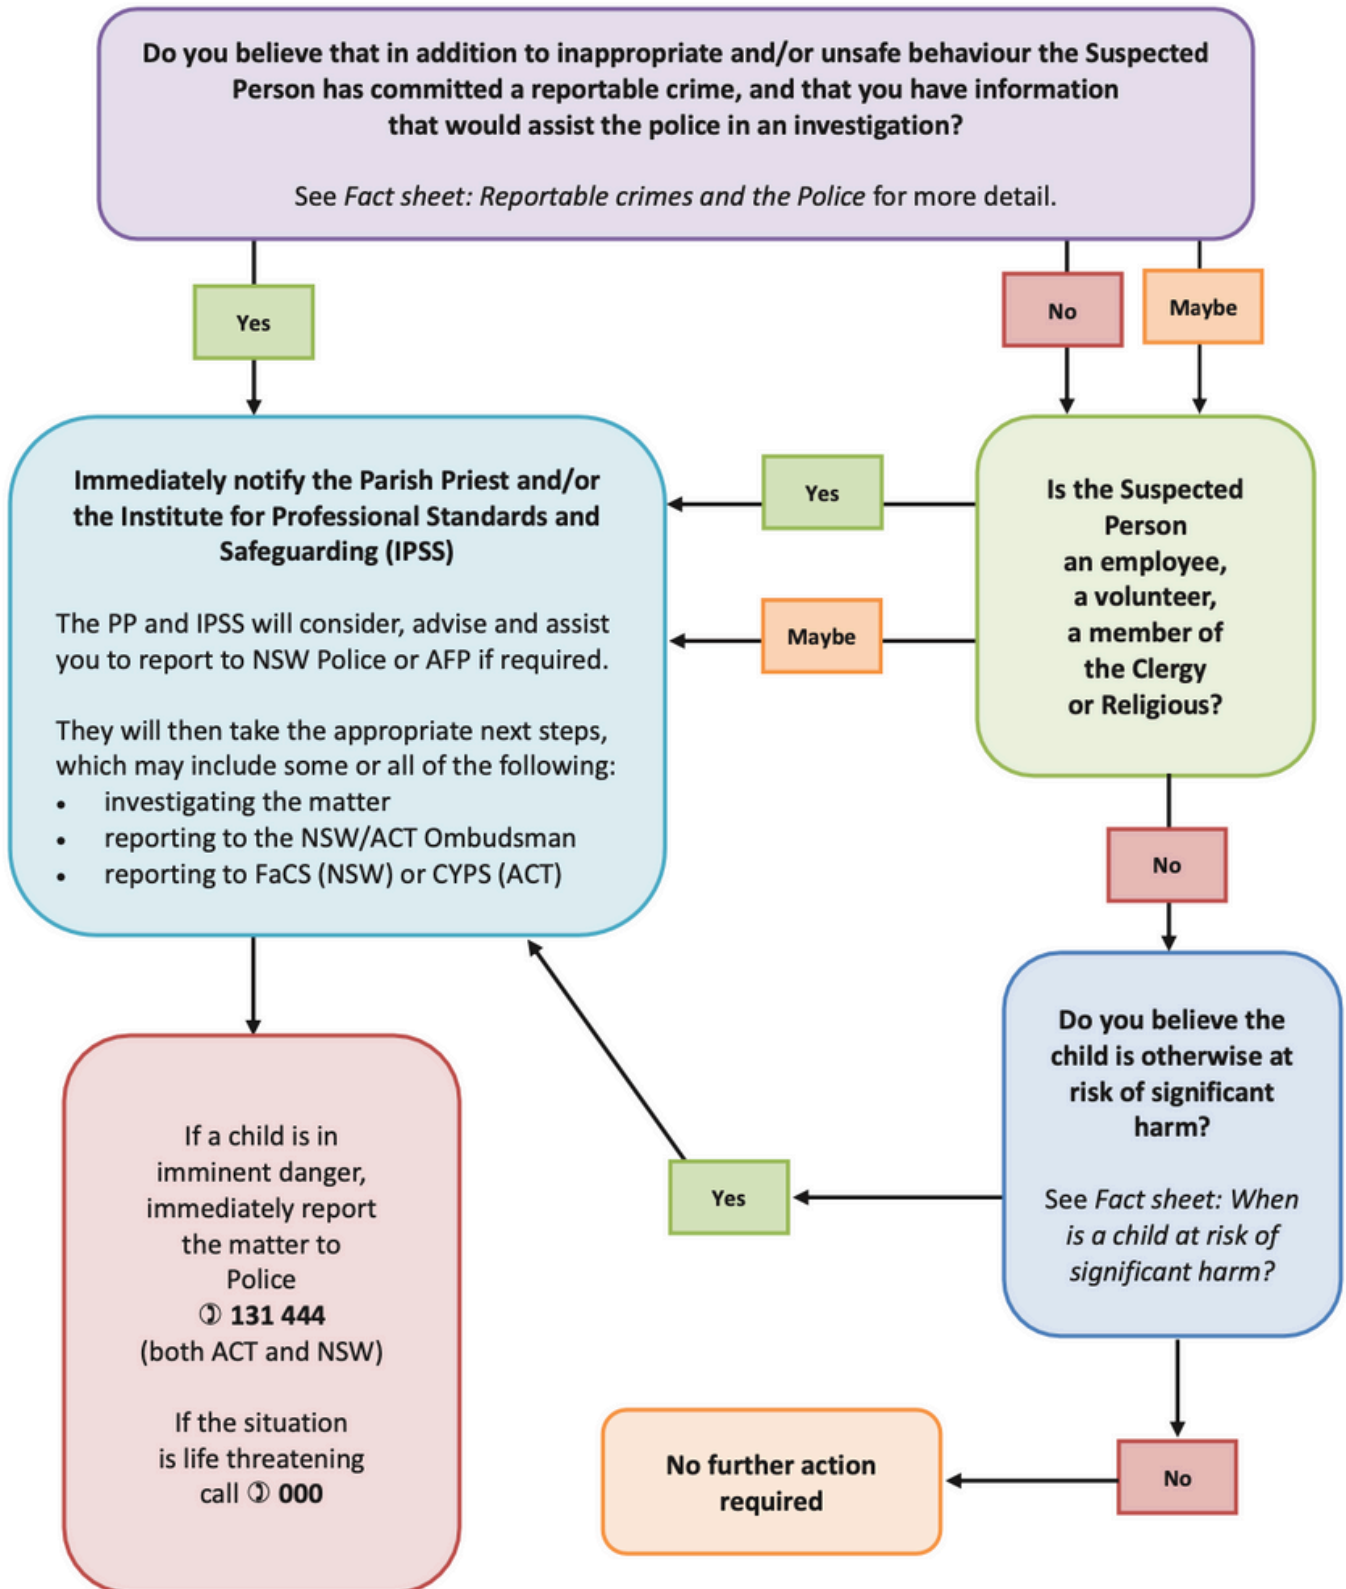 Do you believe that in addition to inappropriate and/or unsafe behaviour the Suspected
Person has committed a reportable crime, and that you have information
that would assist the police in an investigation?
See Fact sheet: Reportable crimes and the Police for more detail.
Yes
No
Maybe
Immediately notify the Parish Priest and/or
the Institute for Professional Standards and
Safeguarding (IPSS)
The PP and IPSS will consider, advise and assist
you to report to NSW Police or AFP if required.
They will then take the appropriate next steps,
which may include some or all of the following:
• investigating the matter
• reporting to the NSW/ACT Ombudsman
• reporting to FaCS (NSW) or CYPS (ACT)
Yes
Maybe
Is the Suspected
Person
an employee,
a volunteer,
a member of
the Clergy
or Religious?
No
Do you believe the
child is otherwise at
risk of significant
harm?
See Fact sheet: When
is a child at risk of
significant harm?
Yes
If a child is in
imminent danger,
immediately report
the matter to
Police
✆ 131 444
(both ACT and NSW)
If the situation
is life threatening
call ✆ 000
No further action
required
No